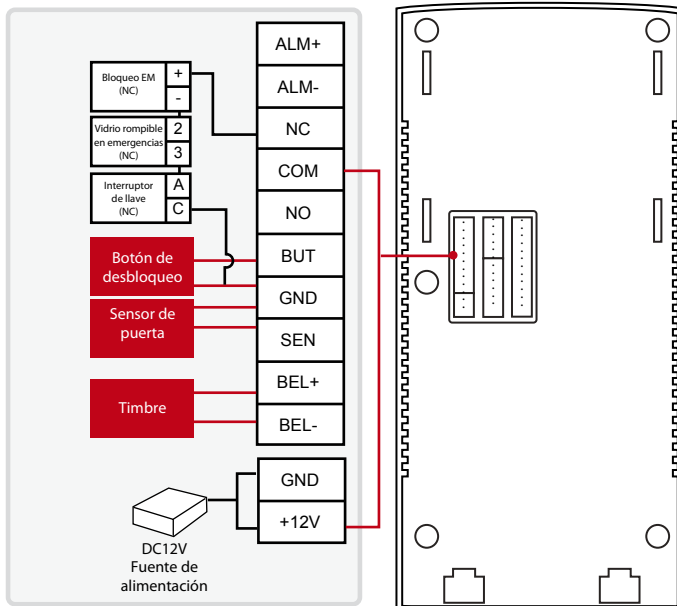 Bloqueo EM
(NC)
+
-
Vidrio rompible
en emergencias
(NC)
2
3
Interruptor
de llave
(NC)
A
C
Botón de
desbloqueo
Sensor de
puerta
Timbre
DC12V
Fuente de
alimentación
ALM+
ALM-
NC
COM
NO
BUT
GND
SEN
BEL+
BEL-
GND
+12V